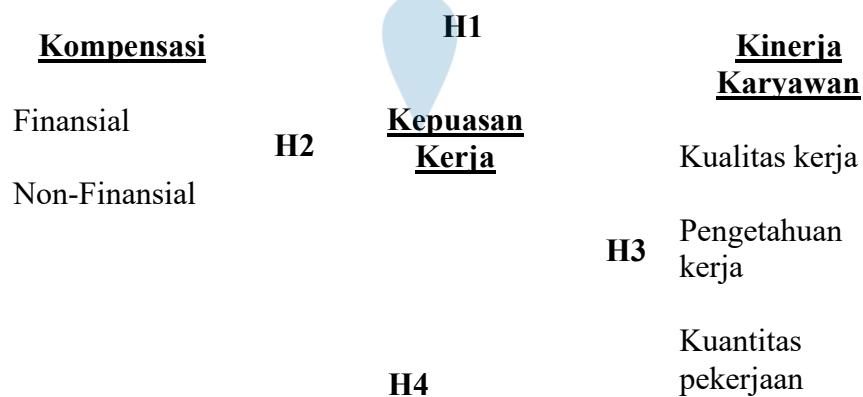 H1
Kompensasi
Finansial
Non-Finansial
H2
Kepuasan
Kerja
Kinerja
Karyawan
Kualitas kerja
H3
Pengetahuan
kerja
Kuantitas
pekerjaan
H4